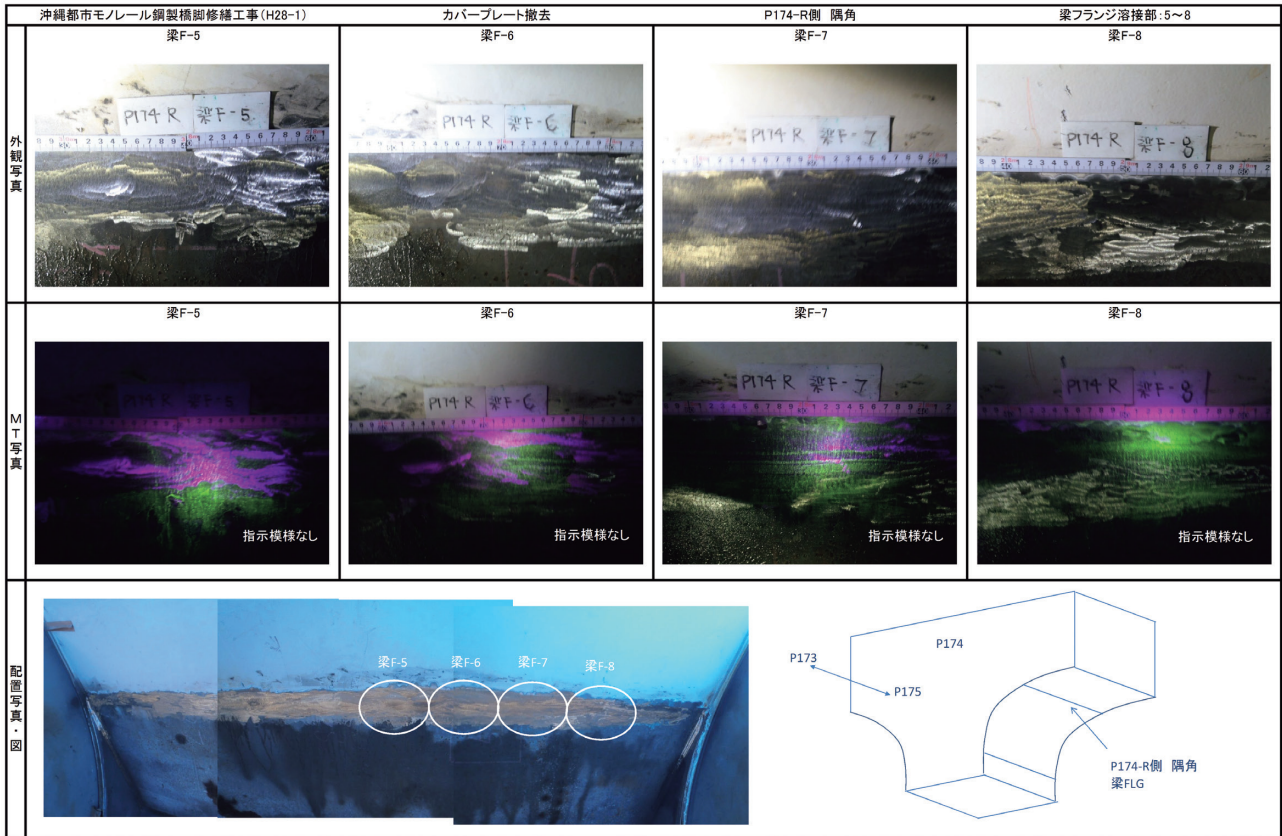 沖縄都市モノレール鋼製橋脚修繕工事(H28-1)
カバープレート撤去
P174-R側 隅角
梁フランジ溶接部:5~8
外観写真
梁F-5
梁F-6
梁F-7
梁F-8
P174 R 梁F-5
P174 R 梁F-6
P174 R 梁F-7
P174 R 梁F-8
MT写真
梁F-5
梁F-6
梁F-7
梁F-8
P174 R 梁F-5
P174 R 梁F-6
P174 R 梁F-7
P174 R 梁F-8
指示模様なし
指示模様なし
指示模様なし
指示模様なし
配置写真・図
梁F-5
梁F-6
梁F-7
梁F-8
P174
P173
P175
P174-R側 隅角
梁FLG